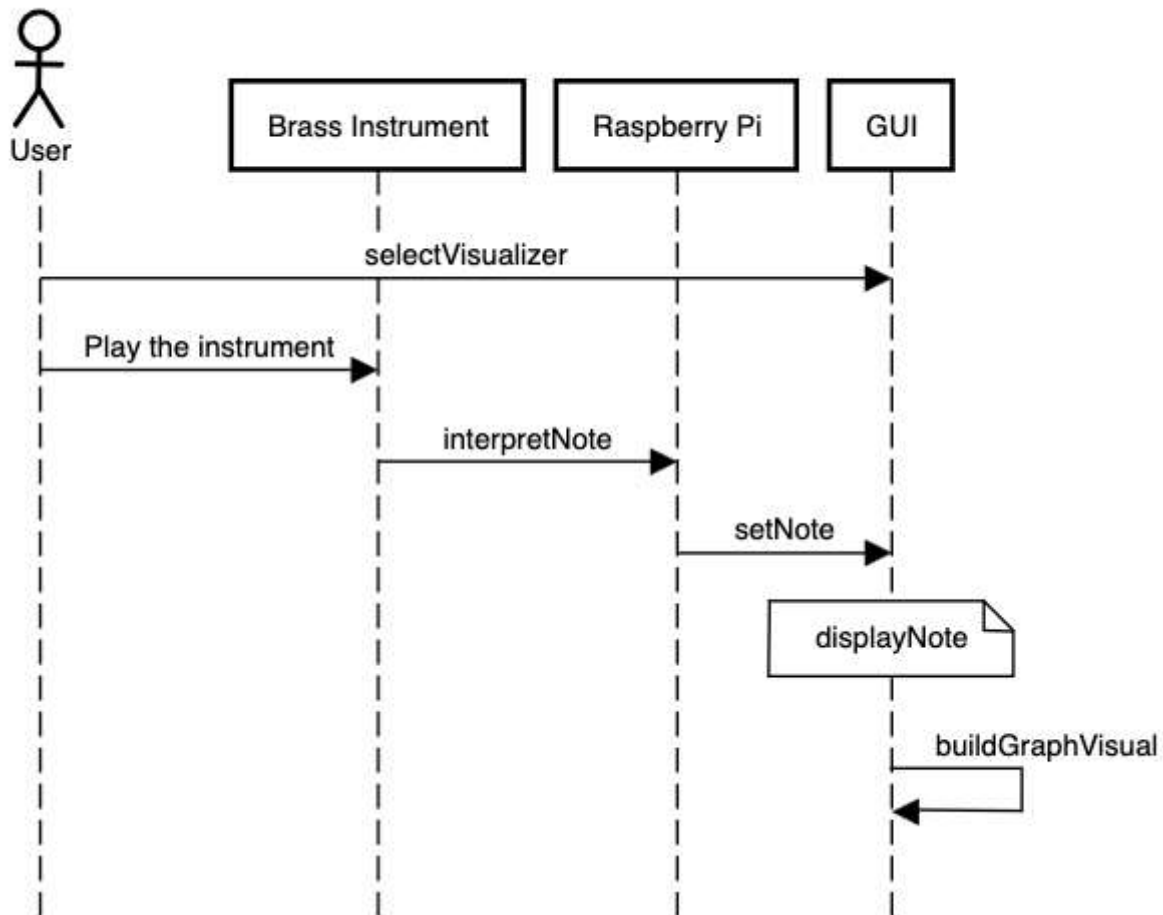 User
Brass Instrument
Raspberry Pi
GUI
selectVisualizer
Play the instrument
interpretNote
setNote
displayNote
buildGraphVisual